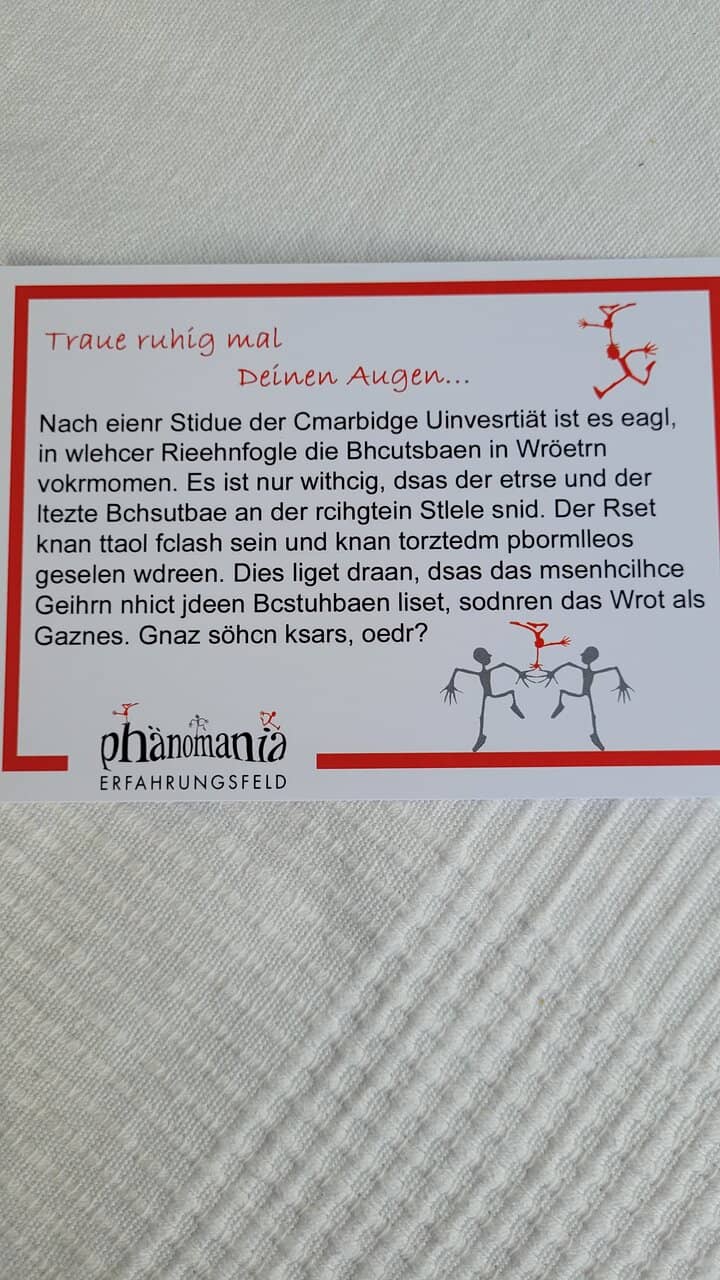 Traue ruhig mal
Deinen Augen...
Nach eienr Stidue der Cmarbidge Uinvesrtiät ist es eagl,
in wlehcer Rieehnfogle die Bhcutsbaen in Wröetrn
vokrmomen. Es ist nur withcig, dsas der etrse und der
ltezte Bchsutbae an der rcihgtein Stlele snid. Der Rset
knan ttaol fclash sein und knan torztedm pbormlleos
geselen wdreen. Dies liget draan, dsas das msenhcilhce
Geihrn nhict jdeen Bcstuhbaen liset, sodnren das Wrot als
Gaznes. Gnaz söhcn ksars, oedr?
phänomania
ERFAHRUNGSFELD